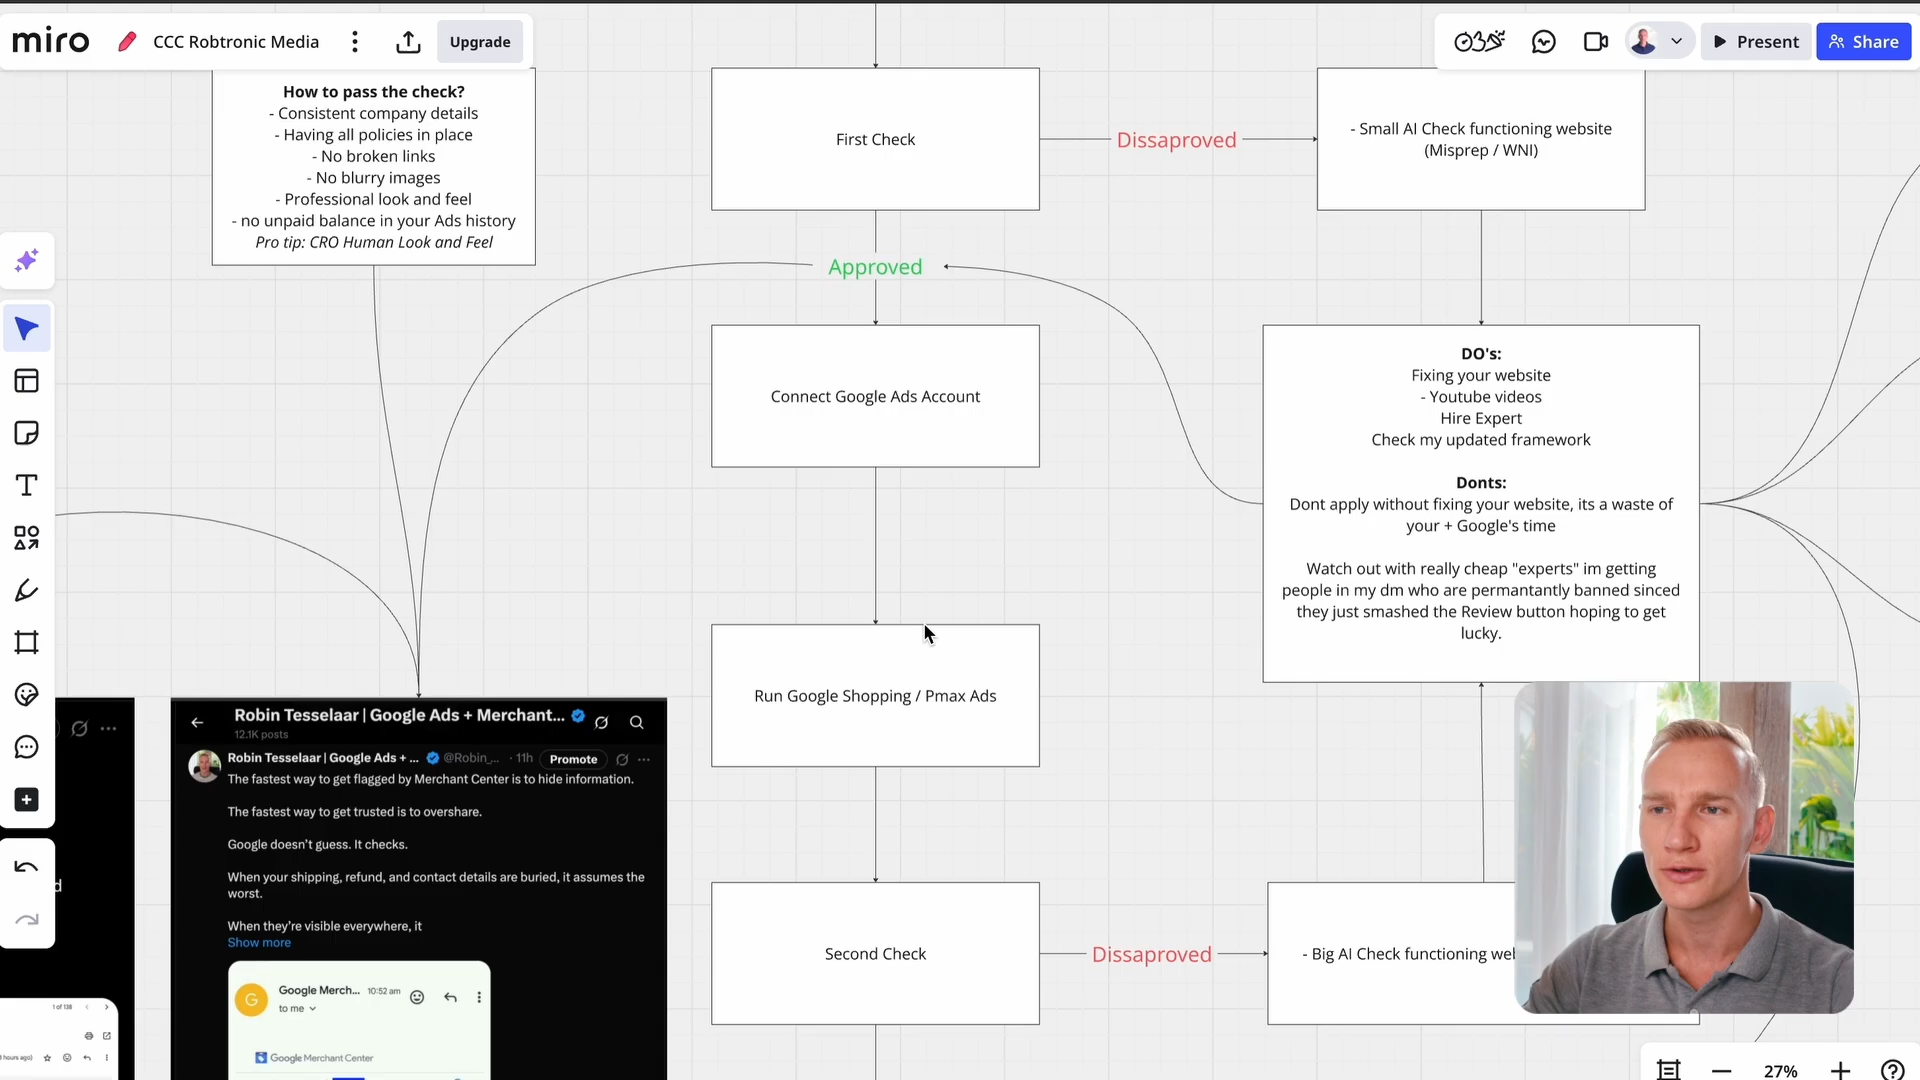 miro
CCC Robtronic Media
Upgrade
Present
Share
How to pass the check?
- Consistent company details
- Having all policies in place
- No broken links
- No blurry images
- Professional look and feel
- no unpaid balance in your Ads history
Pro tip: CRO Human Look and Feel
First Check
Dissaproved
- Small AI Check functioning website
(Misprep / WNI)
Approved
Connect Google Ads Account
DO's:
Fixing your website
- Youtube videos
Hire Expert
Check my updated framework
Donts:
Dont apply without fixing your website, its a waste of
your + Google's time
Watch out with really cheap "experts" im getting
people in my dm who are permantantly banned sinced
they just smashed the Review button hoping to get
lucky.
Run Google Shopping / Pmax Ads
Robin Tesselaar | Google Ads + Merchant...
12.1K posts
Robin Tesselaar | Google Ads + ... @Robin_... · 11h Promote
The fastest way to get flagged by Merchant Center is to hide information.
The fastest way to get trusted is to overshare.
Google doesn't guess. It checks.
When your shipping, refund, and contact details are buried, it assumes the
worst.
When they're visible everywhere, it
Show more
G
Google Merch... 10:52 am
to me
Google Merchant Center
1 of 138
hours ago)
d
Second Check
Dissaproved
- Big AI Check functioning we
27%